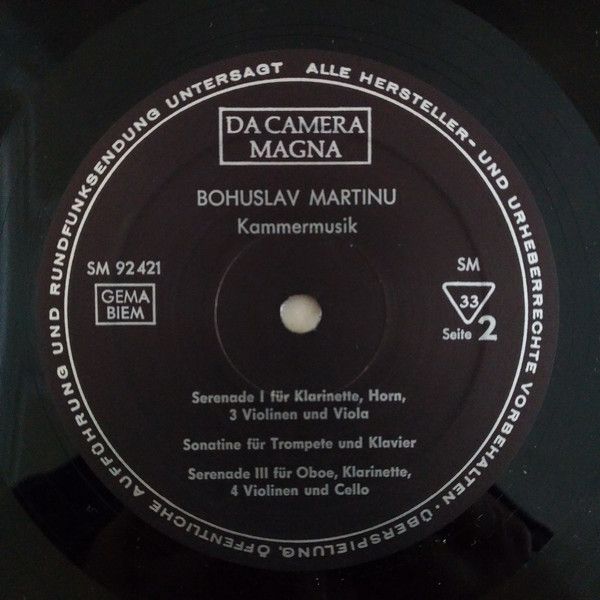 ALLE HERSTELLER- UND URHEBERRECHTE VORBEHALTEN · ÜBERSPIELUNG, ÖFFENTLICHE AUFFÜHRUNG UND RUNDFUNKSENDUNG UNTERSAGT
DA CAMERA
MAGNA
BOHUSLAV MARTINU
Kammermusik
SM 92 421
GEMA
BIEM
SM
33
Seite 2
Serenade I für Klarinette, Horn,
3 Violinen und Viola
Sonatine für Trompete und Klavier
Serenade III für Oboe, Klarinette,
4 Violinen und Cello